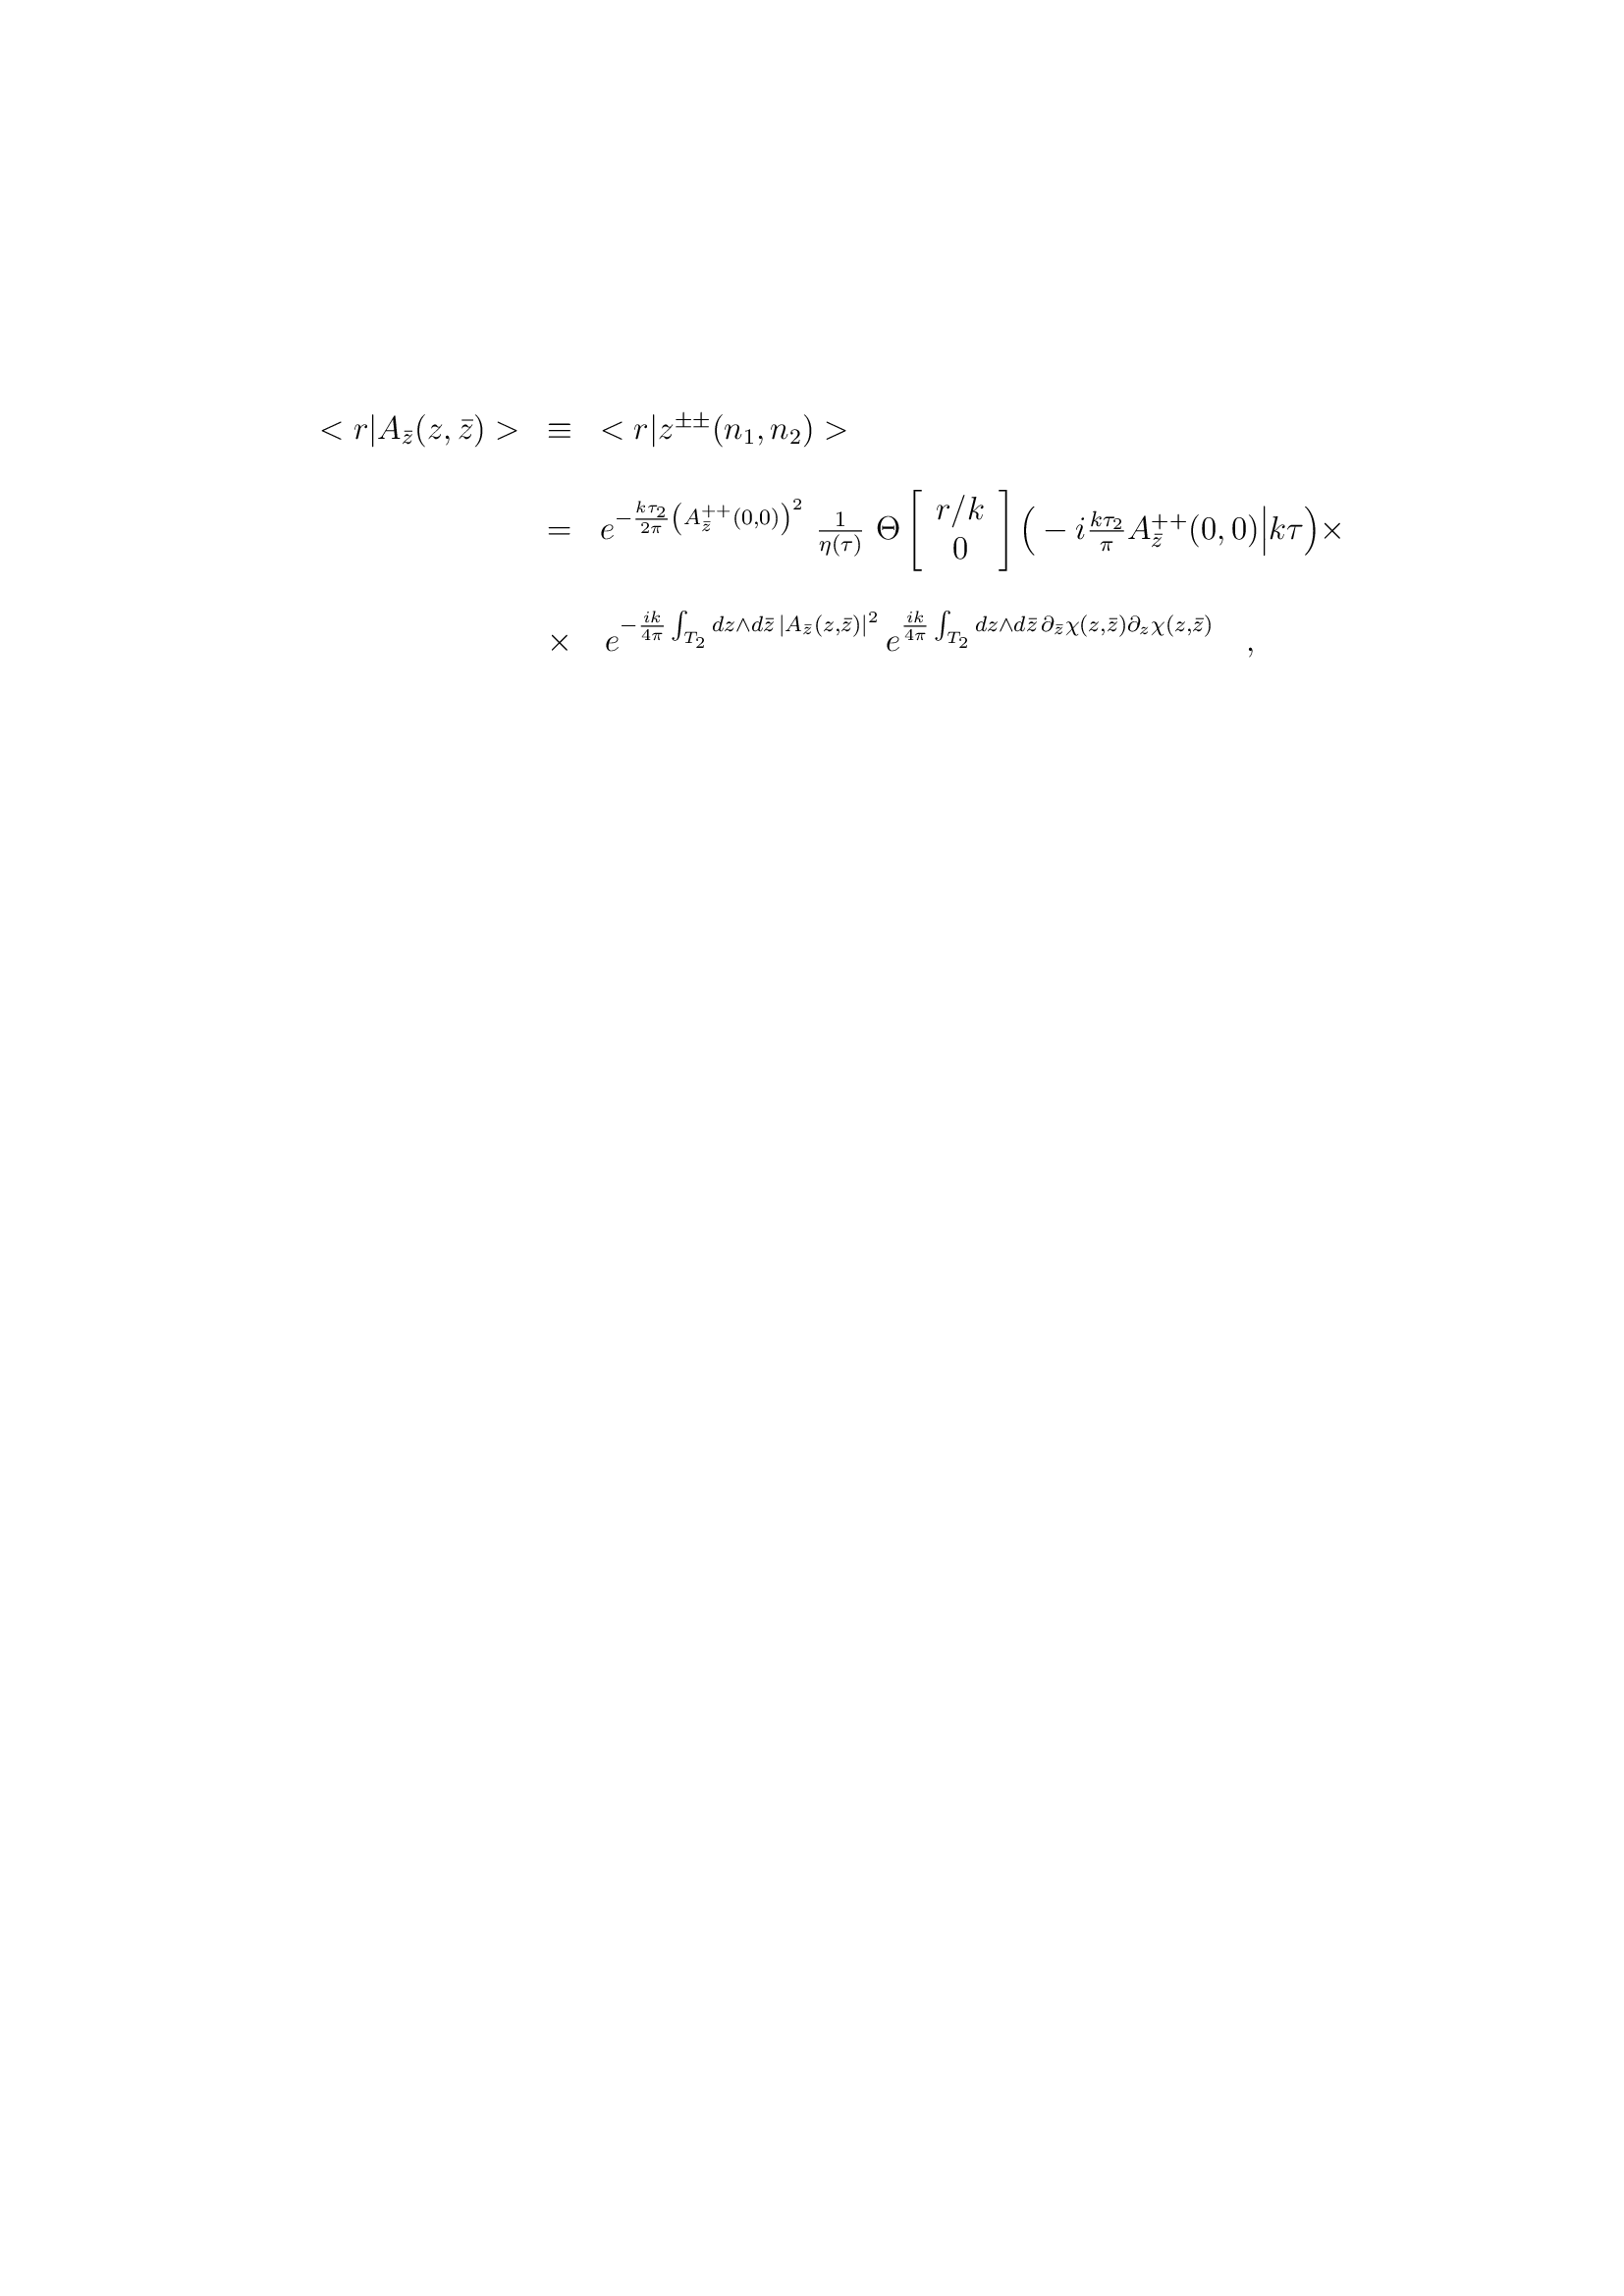 $< r|A_{\bar{z}}(z,\bar{z}) > \equiv < r|z^{\pm\pm}(n_1,n_2) >$
$= e^{-\frac{k\tau_2}{2\pi}\left(A_{\bar{z}}^{++}(0,0)\right)^2} \frac{1}{\eta(\tau)} \Theta \left[\begin{array}{c} r/k \\ 0 \end{array}\right] \Big( -i\frac{k\tau_2}{\pi} A_{\bar{z}}^{++}(0,0) \Big| k\tau \Big) \times$
$\times \quad e^{-\frac{ik}{4\pi}\int_{T_2} dz\wedge d\bar{z}\, |A_{\bar{z}}(z,\bar{z})|^2} e^{\frac{ik}{4\pi}\int_{T_2} dz\wedge d\bar{z}\, \partial_{\bar{z}}\chi(z,\bar{z})\partial_z\chi(z,\bar{z})} \quad ,$